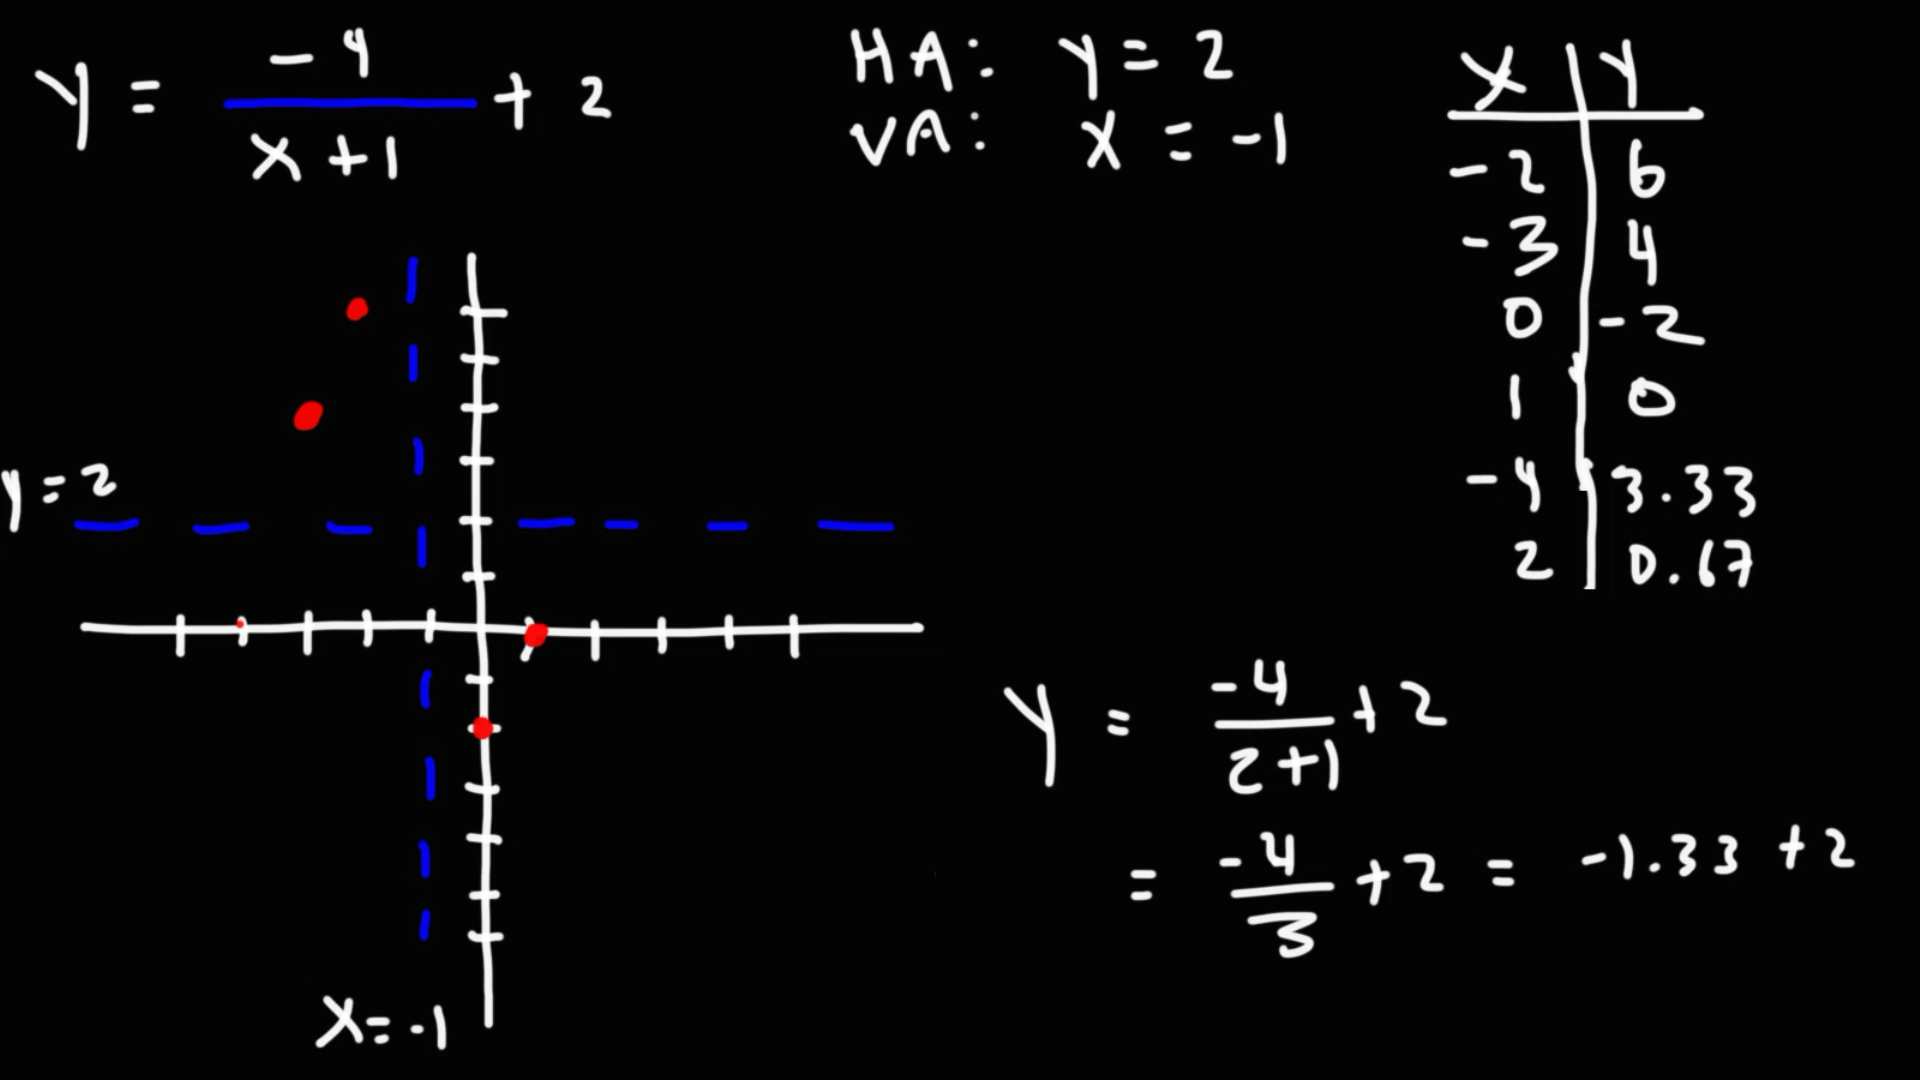 y = -4/(x+1) + 2
HA: y = 2
VA: x = -1
x | y
-2 | 6
-3 | 4
0 | -2
1 | 0
-4 | 3.33
2 | 0.67
y = 2
x = -1
y = -4/(2+1) + 2
= -4/3 + 2 = -1.33 + 2